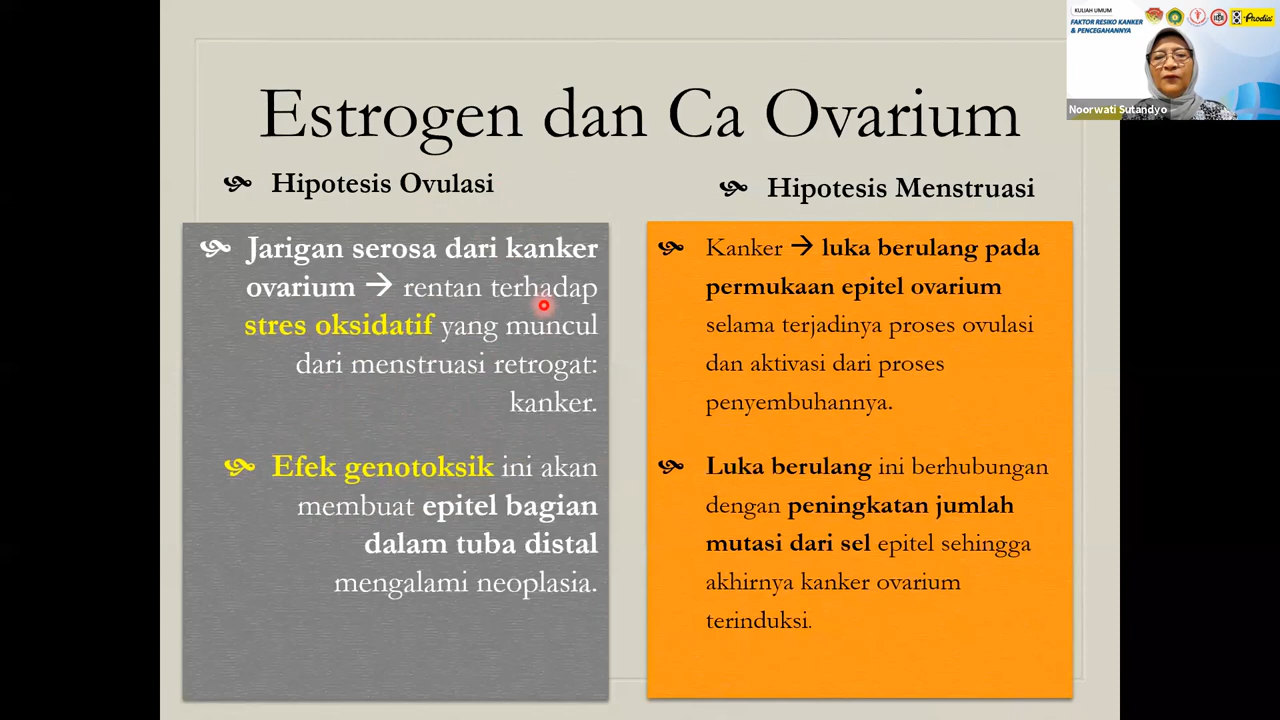 Estrogen dan Ca Ovarium
Hipotesis Ovulasi
Jarigan serosa dari kanker
ovarium → rentan terhadap
stres oksidatif yang muncul
dari menstruasi retrogat:
kanker.
Efek genotoksik ini akan
membuat epitel bagian
dalam tuba distal
mengalami neoplasia.
Hipotesis Menstruasi
Kanker → luka berulang pada
permukaan epitel ovarium
selama terjadinya proses ovulasi
dan aktivasi dari proses
penyembuhannya.
Luka berulang ini berhubungan
dengan peningkatan jumlah
mutasi dari sel epitel sehingga
akhirnya kanker ovarium
terinduksi.
KULIAH UMUM
FAKTOR RESIKO KANKER
& PENCEGAHANNYA
Prodia
Noorwati Sutandyo